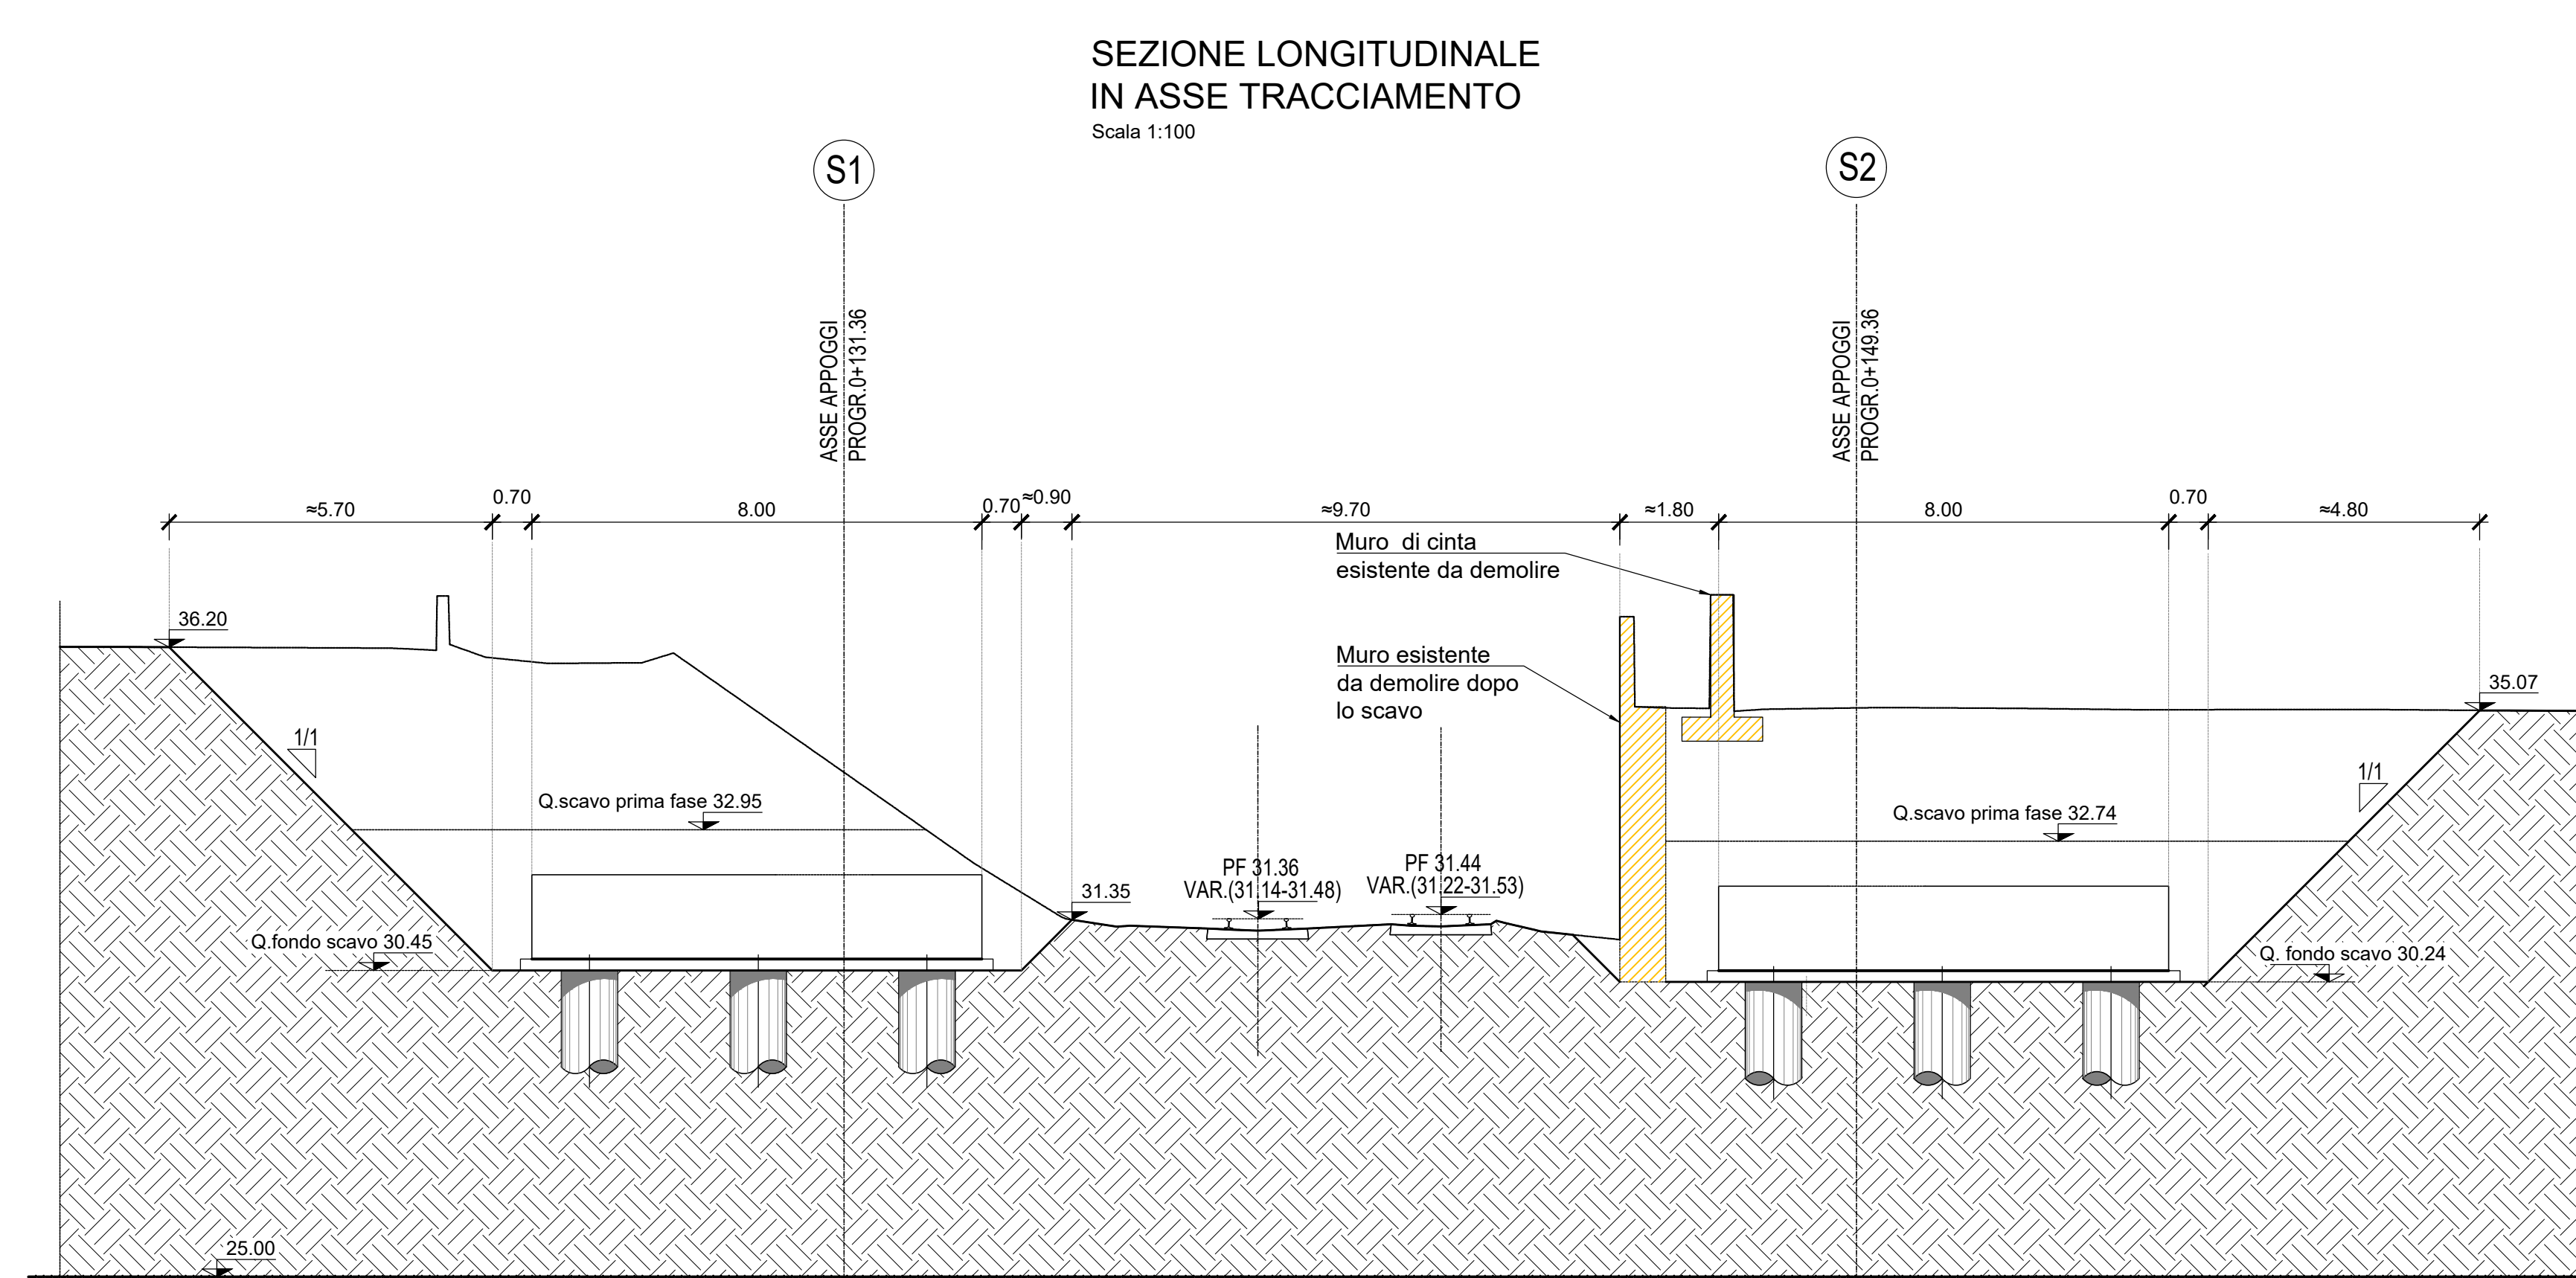 SEZIONE LONGITUDINALE
IN ASSE TRACCIAMENTO
Scala 1:100
S1
S2
ASSE APPOGGI
PROGR.0+131.36
ASSE APPOGGI
PROGR.0+149.36
≈5.70
0.70
8.00
0.70
≈0.90
≈9.70
≈1.80
8.00
0.70
≈4.80
Muro di cinta
esistente da demolire
36.20
Muro esistente
da demolire dopo
lo scavo
35.07
1/1
1/1
Q.scavo prima fase 32.95
Q.scavo prima fase 32.74
PF 31.36
VAR.(31.14-31.48)
PF 31.44
VAR.(31.22-31.53)
31.35
Q.fondo scavo 30.45
Q. fondo scavo 30.24
25.00